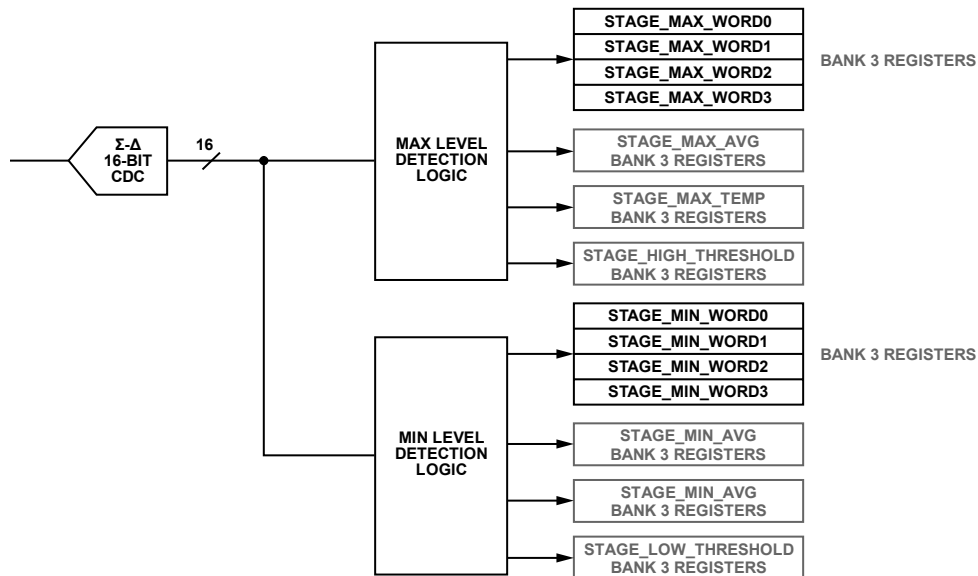 STAGE_MAX_WORD0
STAGE_MAX_WORD1
STAGE_MAX_WORD2
STAGE_MAX_WORD3
BANK 3 REGISTERS
Σ-Δ
16-BIT
CDC
16
MAX LEVEL
DETECTION
LOGIC
STAGE_MAX_AVG
BANK 3 REGISTERS
STAGE_MAX_TEMP
BANK 3 REGISTERS
STAGE_HIGH_THRESHOLD
BANK 3 REGISTERS
STAGE_MIN_WORD0
STAGE_MIN_WORD1
STAGE_MIN_WORD2
STAGE_MIN_WORD3
BANK 3 REGISTERS
MIN LEVEL
DETECTION
LOGIC
STAGE_MIN_AVG
BANK 3 REGISTERS
STAGE_MIN_AVG
BANK 3 REGISTERS
STAGE_LOW_THRESHOLD
BANK 3 REGISTERS